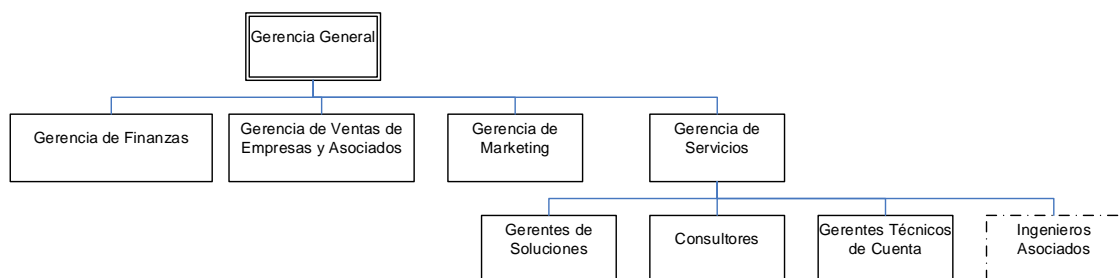 Gerencia General
Gerencia de Finanzas
Gerencia de Ventas de
Empresas y Asociados
Gerencia de
Marketing
Gerencia de
Servicios
Gerentes de
Soluciones
Consultores
Gerentes Técnicos
de Cuenta
Ingenieros
Asociados